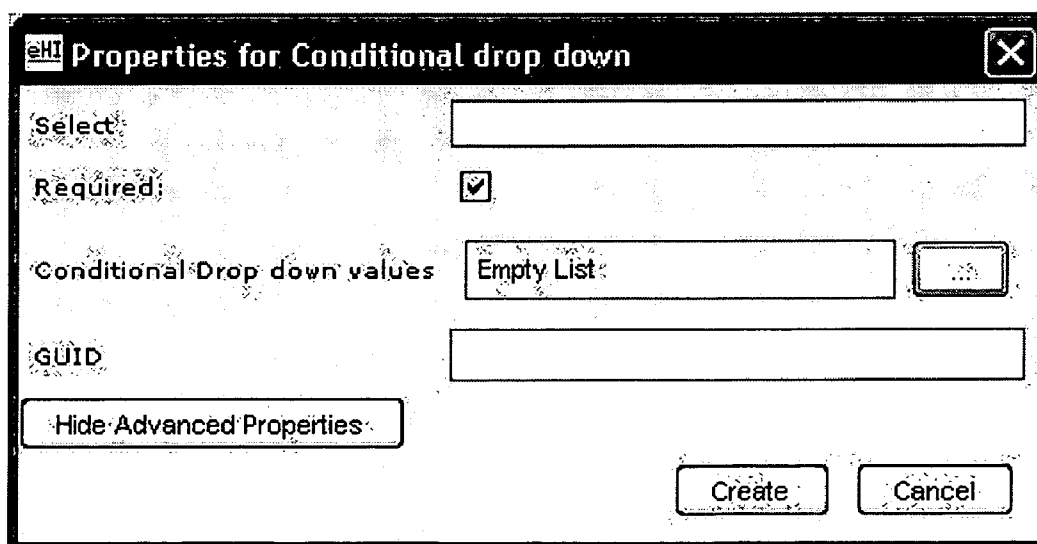 eHI Properties for Conditional drop down
Select
Required:
Conditional Drop down values Empty List ...
GUID
Hide Advanced Properties
Create Cancel